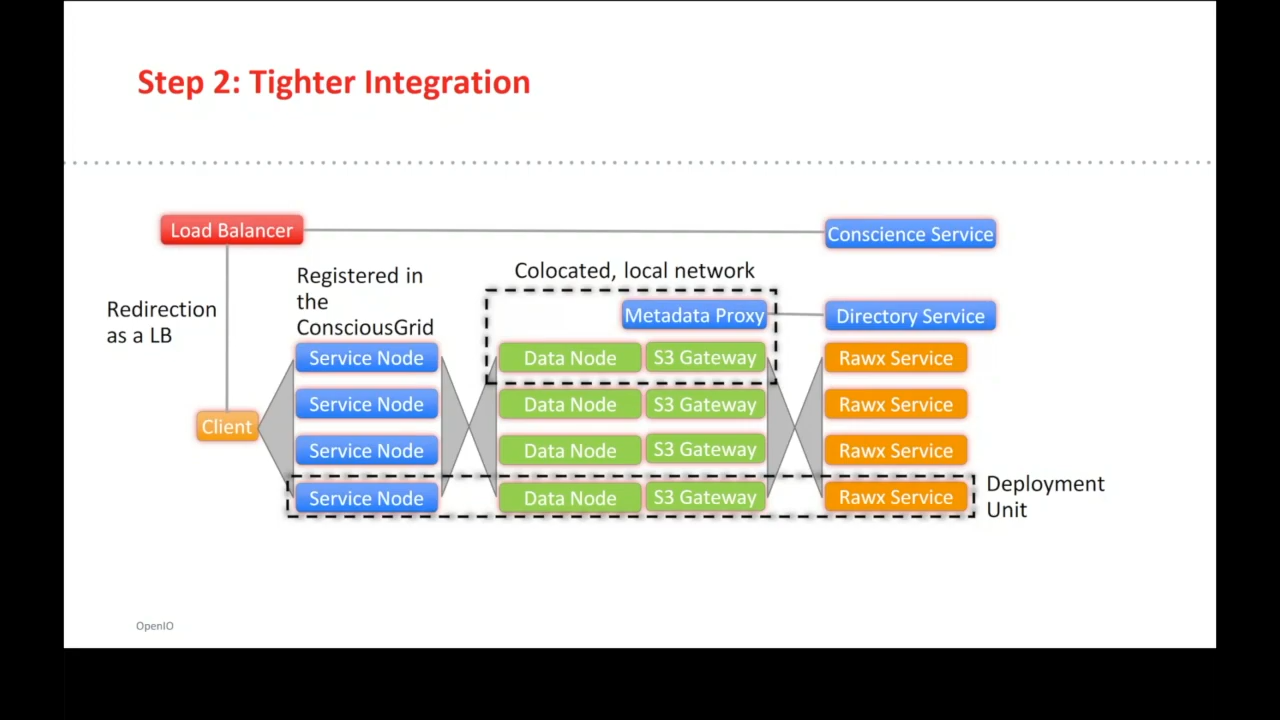 Step 2: Tighter Integration
Load Balancer
Conscience Service
Registered in
the
ConsciousGrid
Colocated, local network
Redirection
as a LB
Metadata Proxy
Directory Service
Service Node
Data Node
S3 Gateway
Rawx Service
Service Node
Data Node
S3 Gateway
Rawx Service
Client
Service Node
Data Node
S3 Gateway
Rawx Service
Service Node
Data Node
S3 Gateway
Rawx Service
Deployment
Unit
OpenIO